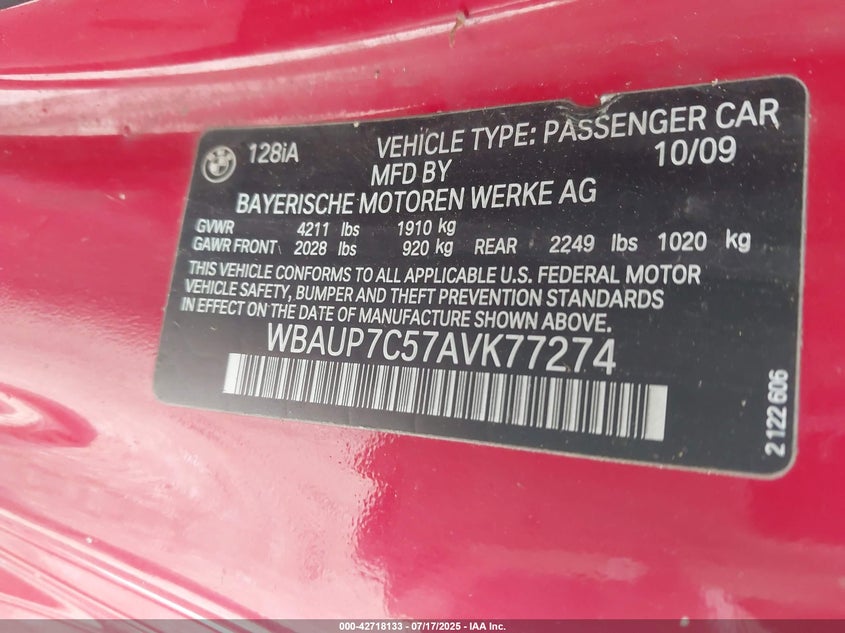 BMW
128iA
VEHICLE TYPE: PASSENGER CAR
MFD BY 10/09
BAYERISCHE MOTOREN WERKE AG
GVWR 4211 lbs 1910 kg
GAWR FRONT 2028 lbs 920 kg REAR 2249 lbs 1020 kg
THIS VEHICLE CONFORMS TO ALL APPLICABLE U.S. FEDERAL MOTOR
VEHICLE SAFETY, BUMPER AND THEFT PREVENTION STANDARDS
IN EFFECT ON THE DATE OF MANUFACTURE SHOWN ABOVE.
WBAUP7C57AVK77274
2 122 606
000-42718133 - 07/17/2025 - IAA Inc.